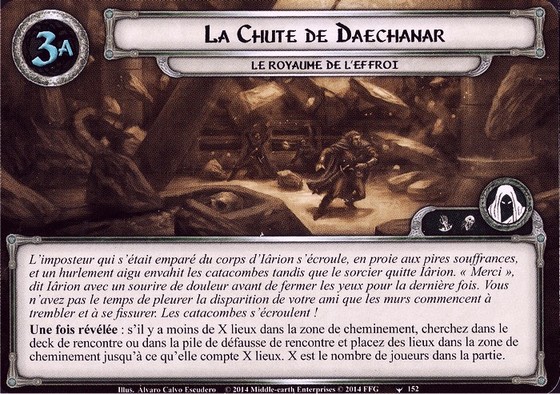 3A
La Chute de Daechanar
Le Royaume de l'Effroi
L'imposteur qui s'était emparé du corps d'Iârion s'écroule, en proie aux pires souffrances,
et un hurlement aigu envahit les catacombes tandis que le sorcier quitte Iârion. « Merci »,
dit Iârion avec un sourire de douleur avant de fermer les yeux pour la dernière fois. Vous
n'avez pas le temps de pleurer la disparition de votre ami que les murs commencent à
trembler et à se fissurer. Les catacombes s'écroulent !
Une fois révélée : s'il y a moins de X lieux dans la zone de cheminement, cherchez dans le
deck de rencontre ou dans la pile de défausse de rencontre et placez des lieux dans la zone de
cheminement jusqu'à ce qu'elle compte X lieux. X est le nombre de joueurs dans la partie.
Illus. Álvaro Calvo Escudero © 2014 Middle-earth Enterprises © 2014 FFG 152